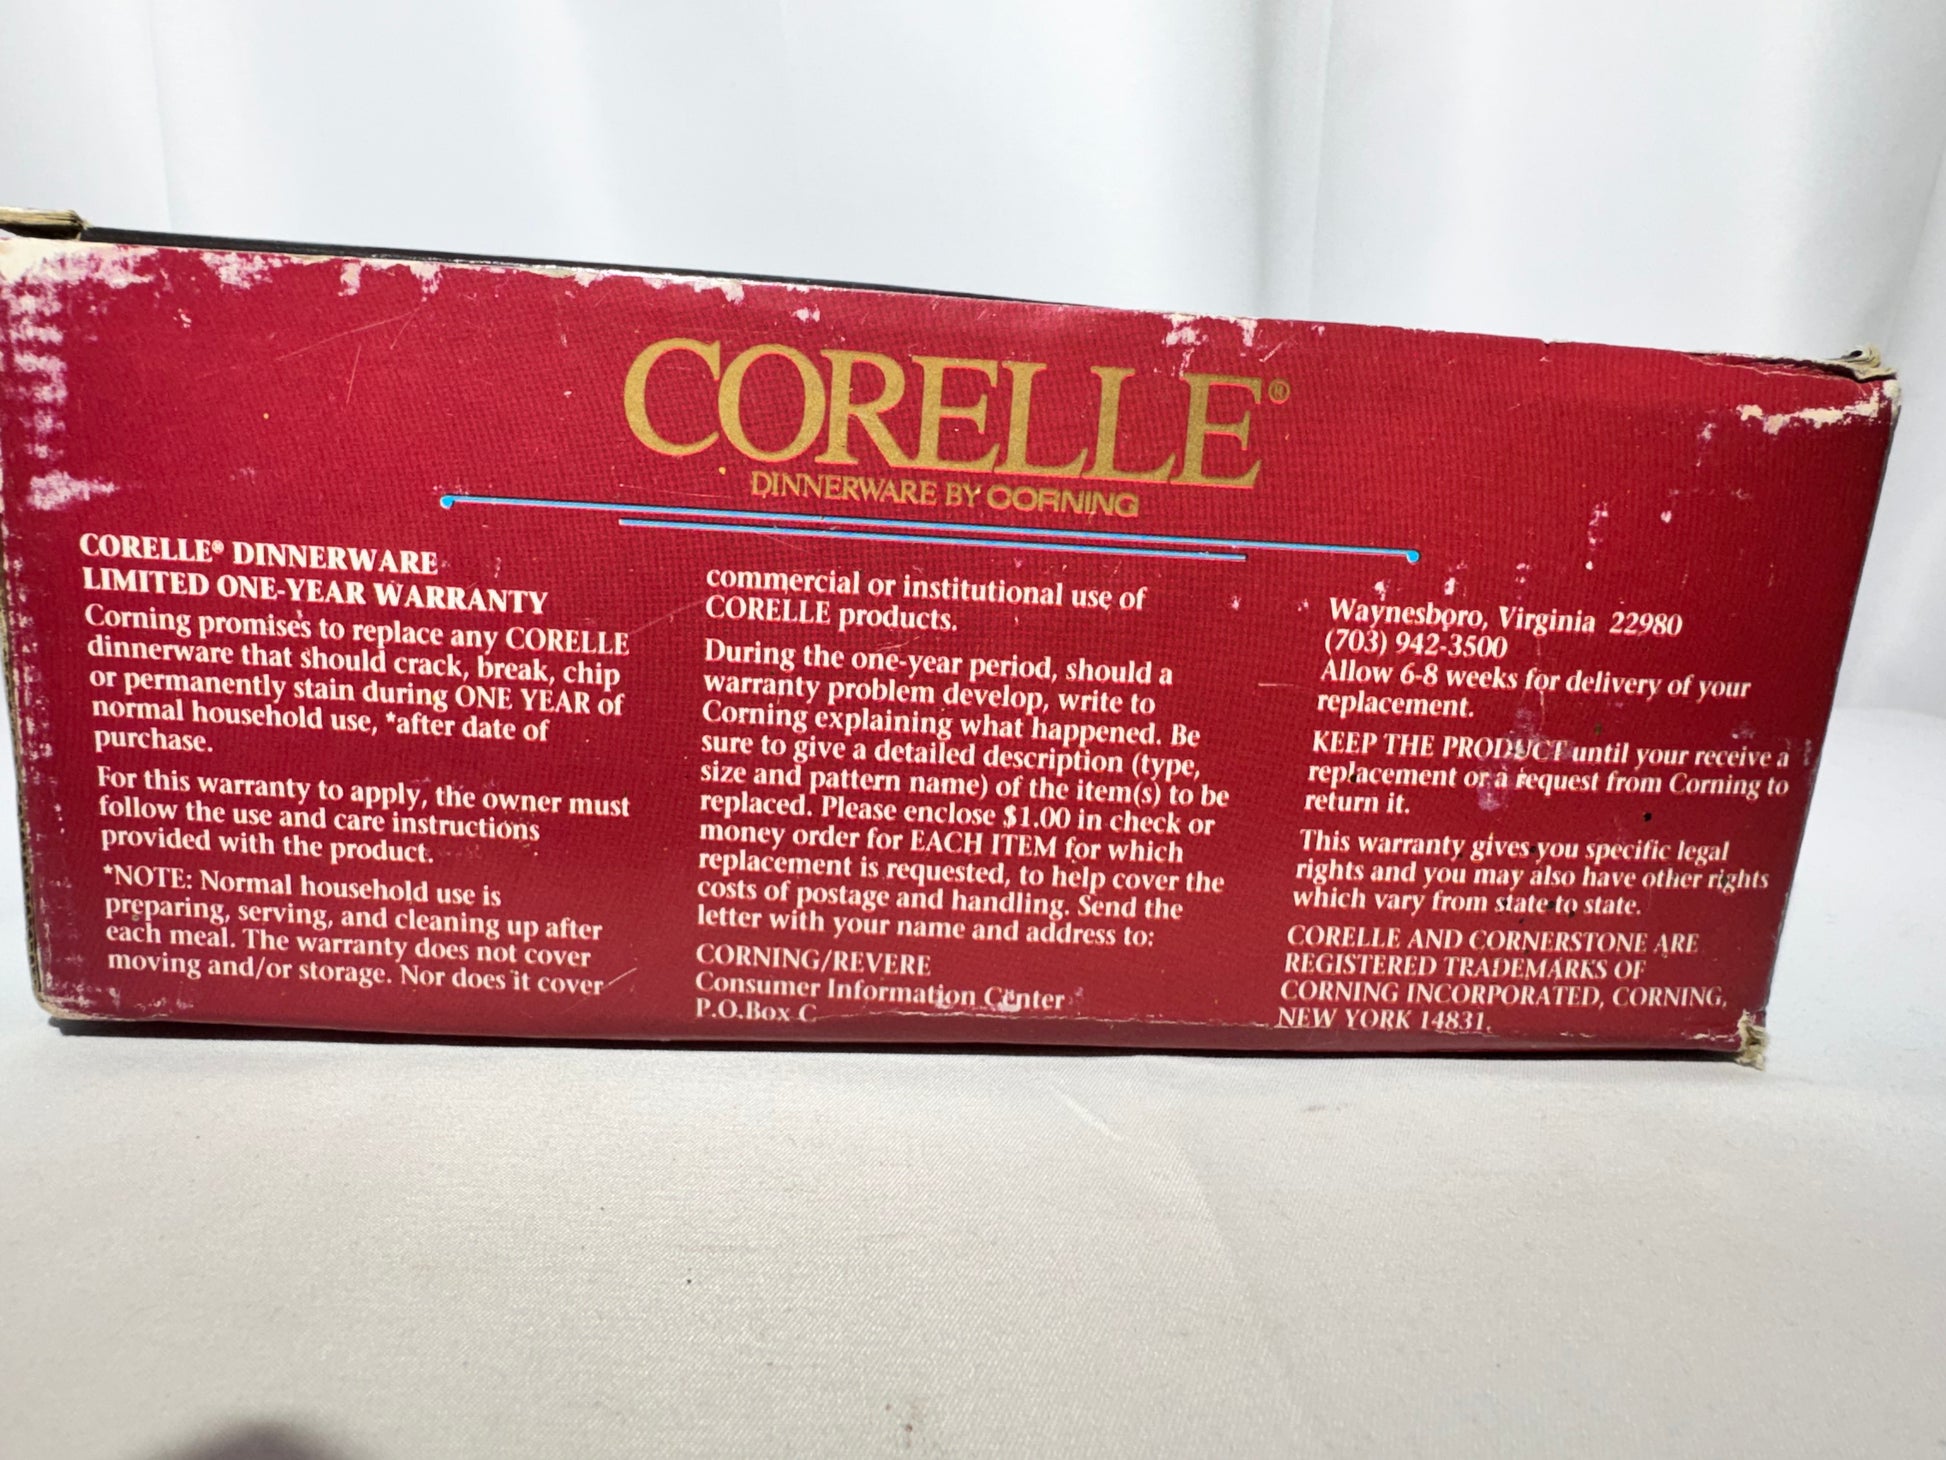 CORELLE®
DINNERWARE BY CORNING
CORELLE® DINNERWARE
LIMITED ONE-YEAR WARRANTY
Corning promises to replace any CORELLE
dinnerware that should crack, break, chip
or permanently stain during ONE YEAR of
normal household use, *after date of
purchase.
For this warranty to apply, the owner must
follow the use and care instructions
provided with the product.
*NOTE: Normal household use is
preparing, serving, and cleaning up after
each meal. The warranty does not cover
moving and/or storage. Nor does it cover
commercial or institutional use of
CORELLE products.
During the one-year period, should a
warranty problem develop, write to
Corning explaining what happened. Be
sure to give a detailed description (type,
size and pattern name) of the item(s) to be
replaced. Please enclose $1.00 in check or
money order for EACH ITEM for which
replacement is requested, to help cover the
costs of postage and handling. Send the
letter with your name and address to:
CORNING/REVERE
Consumer Information Center
P.O.Box C
Waynesboro, Virginia 22980
(703) 942-3500
Allow 6-8 weeks for delivery of your
replacement.
KEEP THE PRODUCT until your receive a
replacement or a request from Corning to
return it.
This warranty gives you specific legal
rights and you may also have other rights
which vary from state to state.
CORELLE AND CORNERSTONE ARE
REGISTERED TRADEMARKS OF
CORNING INCORPORATED, CORNING,
NEW YORK 14831.